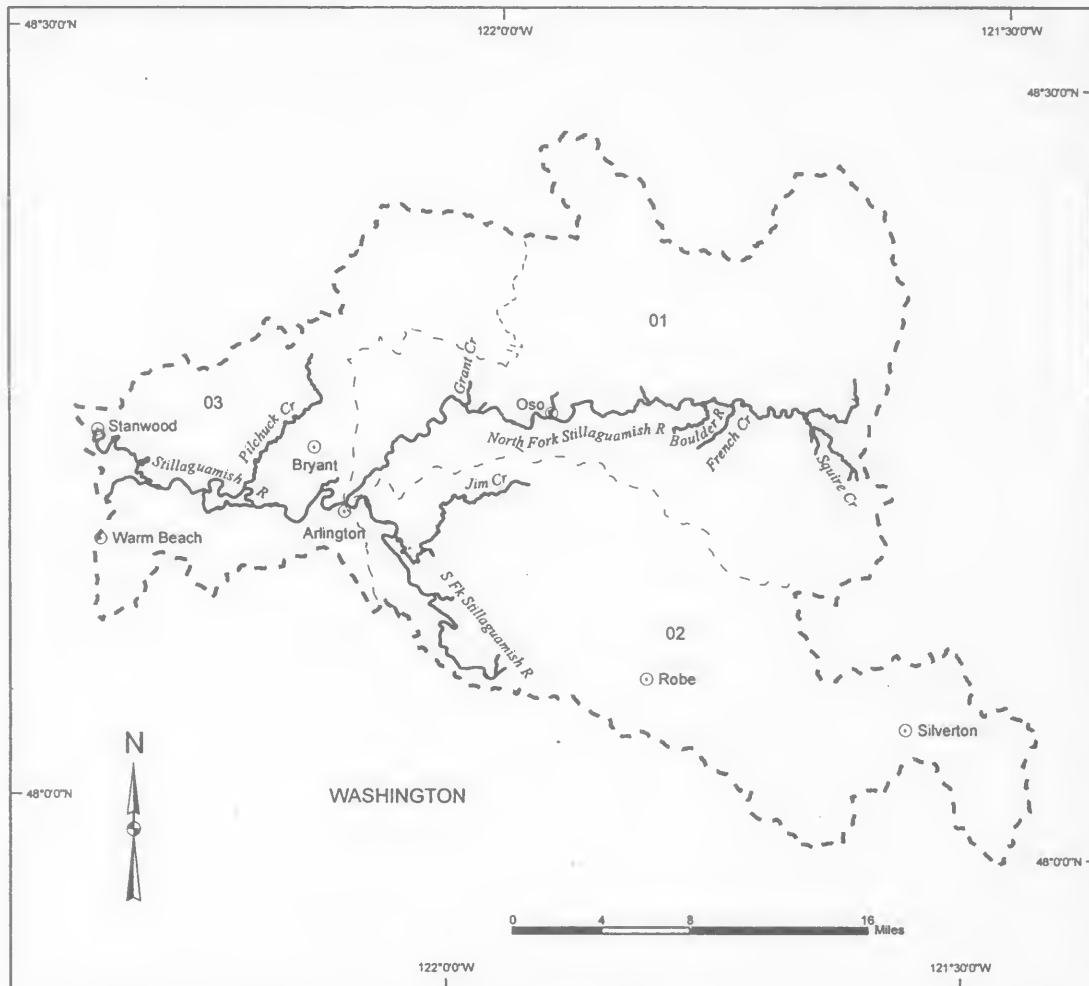 48°30'0"N
122°0'0"W
121°30'0"W
48°30'0"N
01
Grant Cr
03
Stanwood
Pilchuck Cr
Oso
North Fork Stillaguamish R
Boulder R
French Cr
Squire Cr
Bryant
Stillaguamish R
Jim Cr
Arlington
Warm Beach
S Fk Stillaguamish R
02
Robe
Silverton
N
48°0'0"N
WASHINGTON
48°0'0"N
0 4 8 16
Miles
122°0'0"W
121°30'0"W